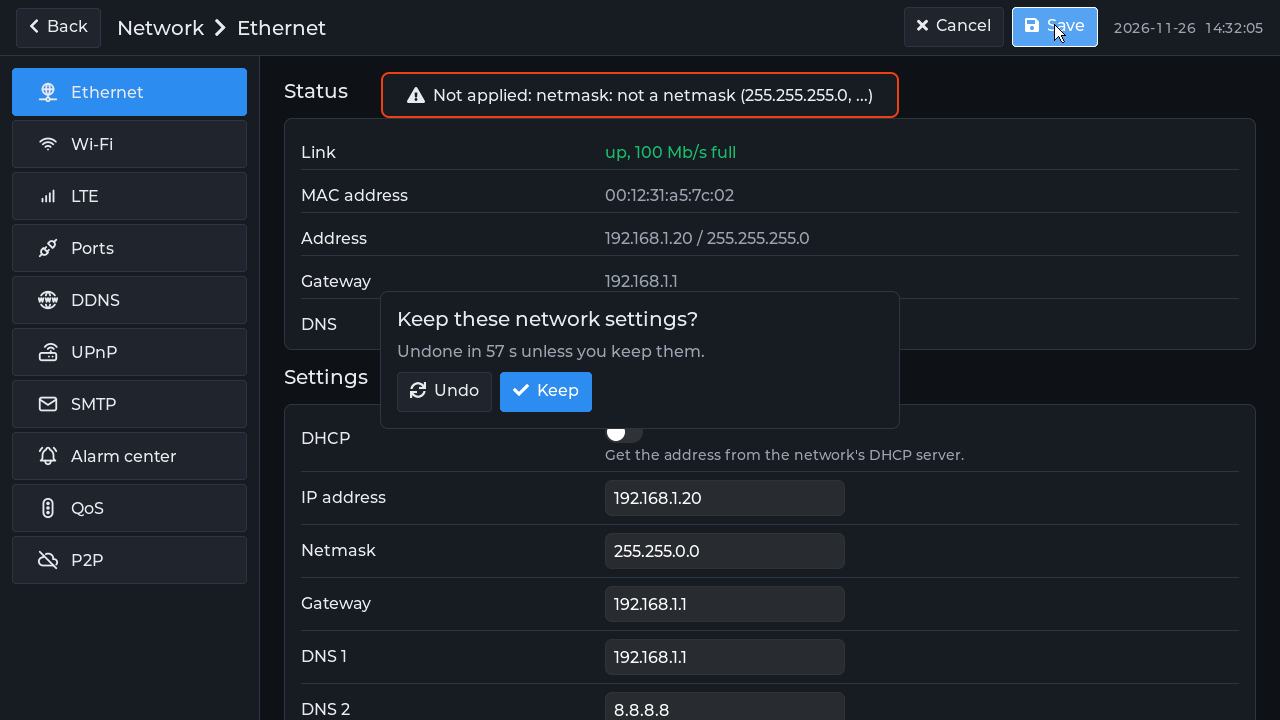 Back
Network
Ethernet
Cancel
Save
2026-11-26 14:32:05
Ethernet
Wi-Fi
LTE
Ports
DDNS
UPnP
SMTP
Alarm center
QoS
P2P
Status
Not applied: netmask: not a netmask (255.255.255.0, ...)
Link up, 100 Mb/s full
MAC address 00:12:31:a5:7c:02
Address 192.168.1.20 / 255.255.255.0
Gateway 192.168.1.1
DNS
Keep these network settings?
Undone in 57 s unless you keep them.
Undo
Keep
Settings
DHCP
Get the address from the network's DHCP server.
IP address 192.168.1.20
Netmask 255.255.0.0
Gateway 192.168.1.1
DNS 1 192.168.1.1
DNS 2 8.8.8.8